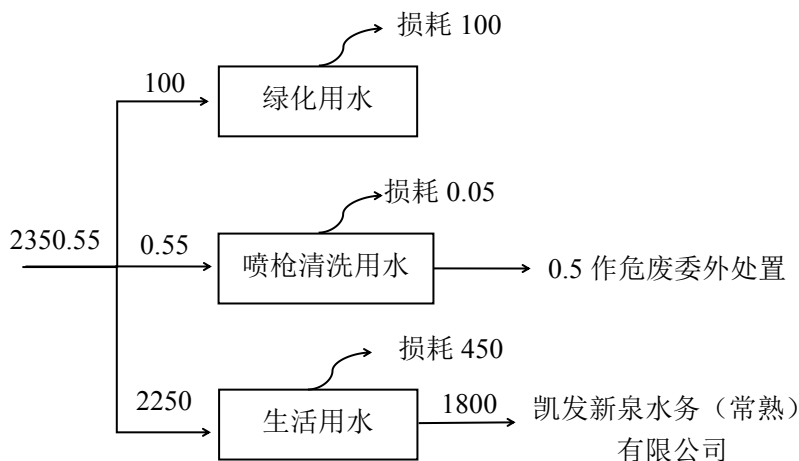 损耗 100
100
绿化用水
损耗 0.05
2350.55
0.55
喷枪清洗用水
0.5 作危废委外处置
损耗 450
2250
生活用水
1800
凯发新泉水务（常熟）
有限公司